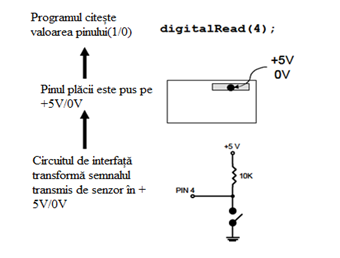 Programul citește
valoarea pinului(1/0)
digitalRead(4);
+5V
0V
Pinul plăcii este pus pe
+5V/0V
Circuitul de interfață
transformă semnalul
transmis de senzor în +
5V/0V
+5 V
10K
PIN 4